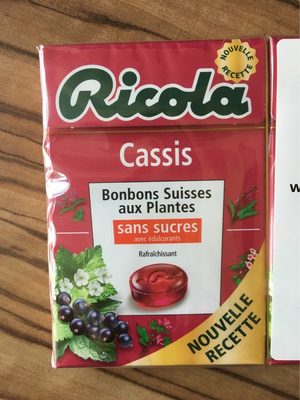 NOUVELLE
RECETTE
Ricola
Cassis
Bonbons Suisses
aux Plantes
sans sucres
avec édulcorants
Rafraîchissant
NOUVELLE
RECETTE
w